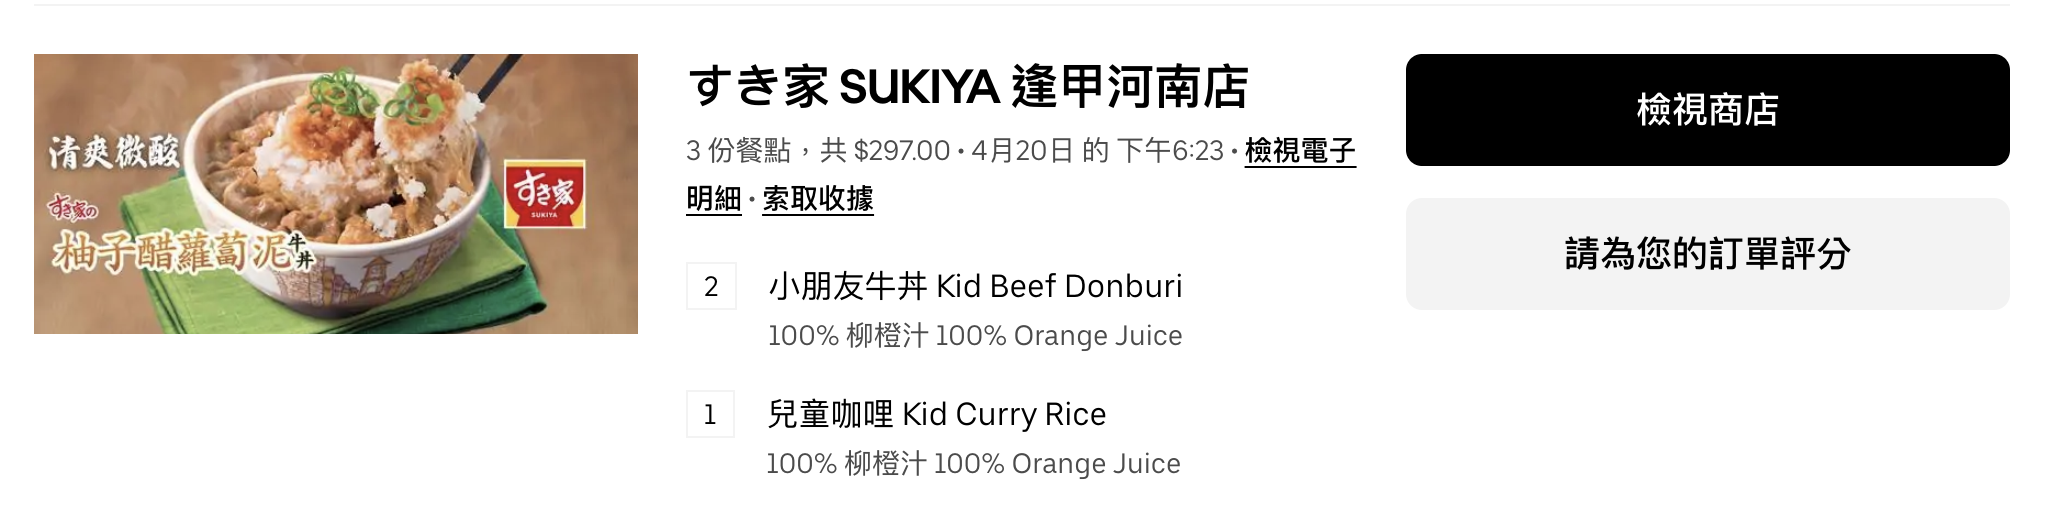 清爽微酸
すき家の
柚子醋蘿蔔泥牛丼
すき家
SUKIYA
すき家 SUKIYA 逢甲河南店
3 份餐點，共 $297.00 • 4月20日 的 下午6:23 • 檢視電子
明細 • 索取收據
2 小朋友牛丼 Kid Beef Donburi
100% 柳橙汁 100% Orange Juice
1 兒童咖哩 Kid Curry Rice
100% 柳橙汁 100% Orange Juice
檢視商店
請為您的訂單評分